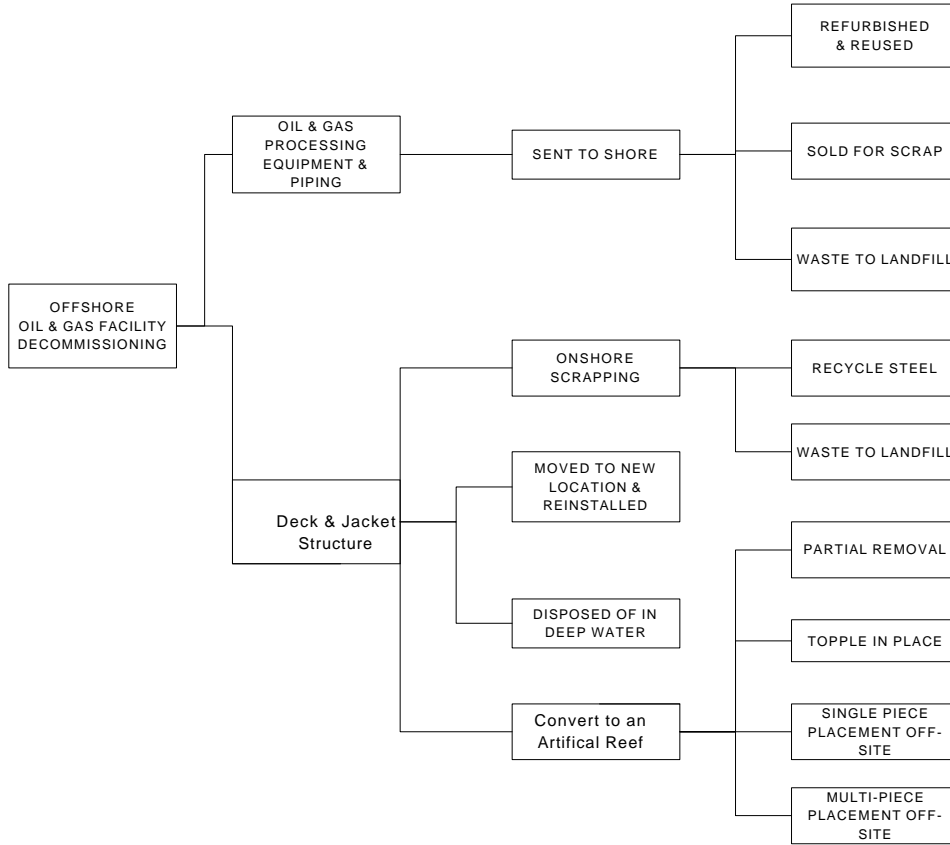 REFURBISHED
& REUSED
OIL & GAS
PROCESSING
EQUIPMENT &
PIPING
SENT TO SHORE
SOLD FOR SCRAP
WASTE TO LANDFILL
OFFSHORE
OIL & GAS FACILITY
DECOMMISSIONING
ONSHORE
SCRAPPING
RECYCLE STEEL
WASTE TO LANDFILL
MOVED TO NEW
LOCATION &
REINSTALLED
Deck & Jacket
Structure
PARTIAL REMOVAL
DISPOSED OF IN
DEEP WATER
TOPPLE IN PLACE
Convert to an
Artifical Reef
SINGLE PIECE
PLACEMENT OFF-
SITE
MULTI-PIECE
PLACEMENT OFF-
SITE